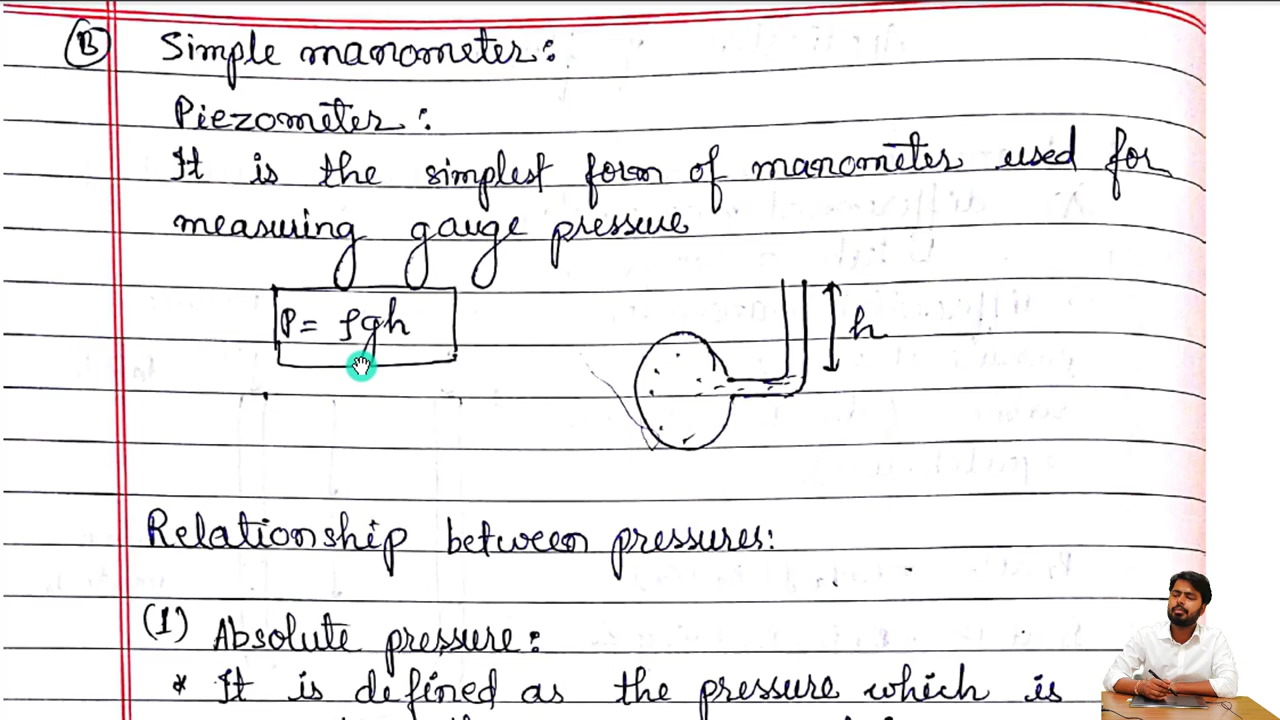 B Simple manometer:
Piezometer:
It is the simplest form of manometer used for
measuring gauge pressure
P = ρgh
h
Relationship between pressures:
(1) Absolute pressure:
* It is defined as the pressure which is